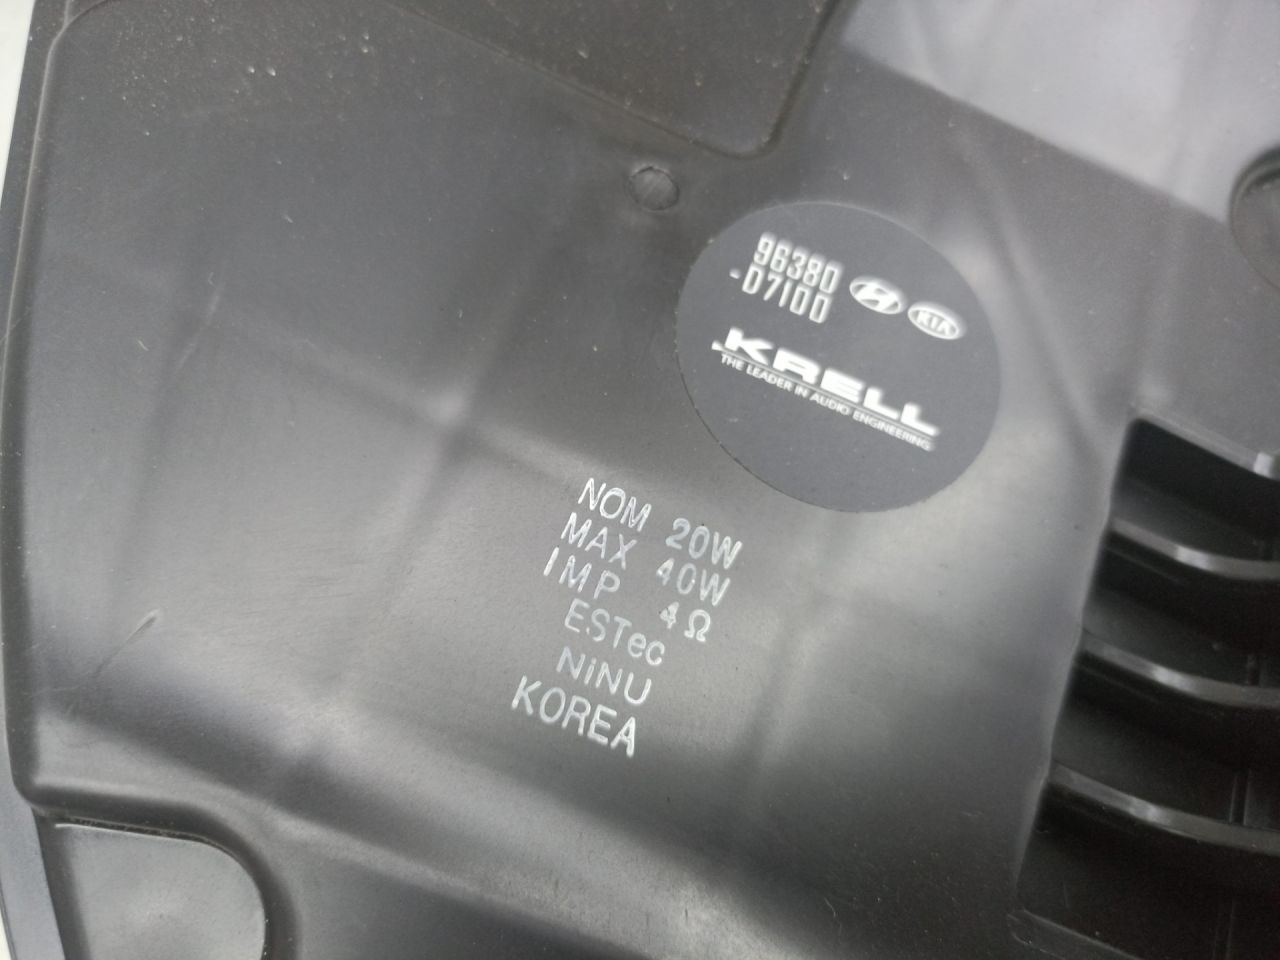 96380
-D7100
KIA
KRELL
THE LEADER IN AUDIO ENGINEERING
NOM 20W
MAX 40W
IMP 4Ω
ESTec
NiNU
KOREA